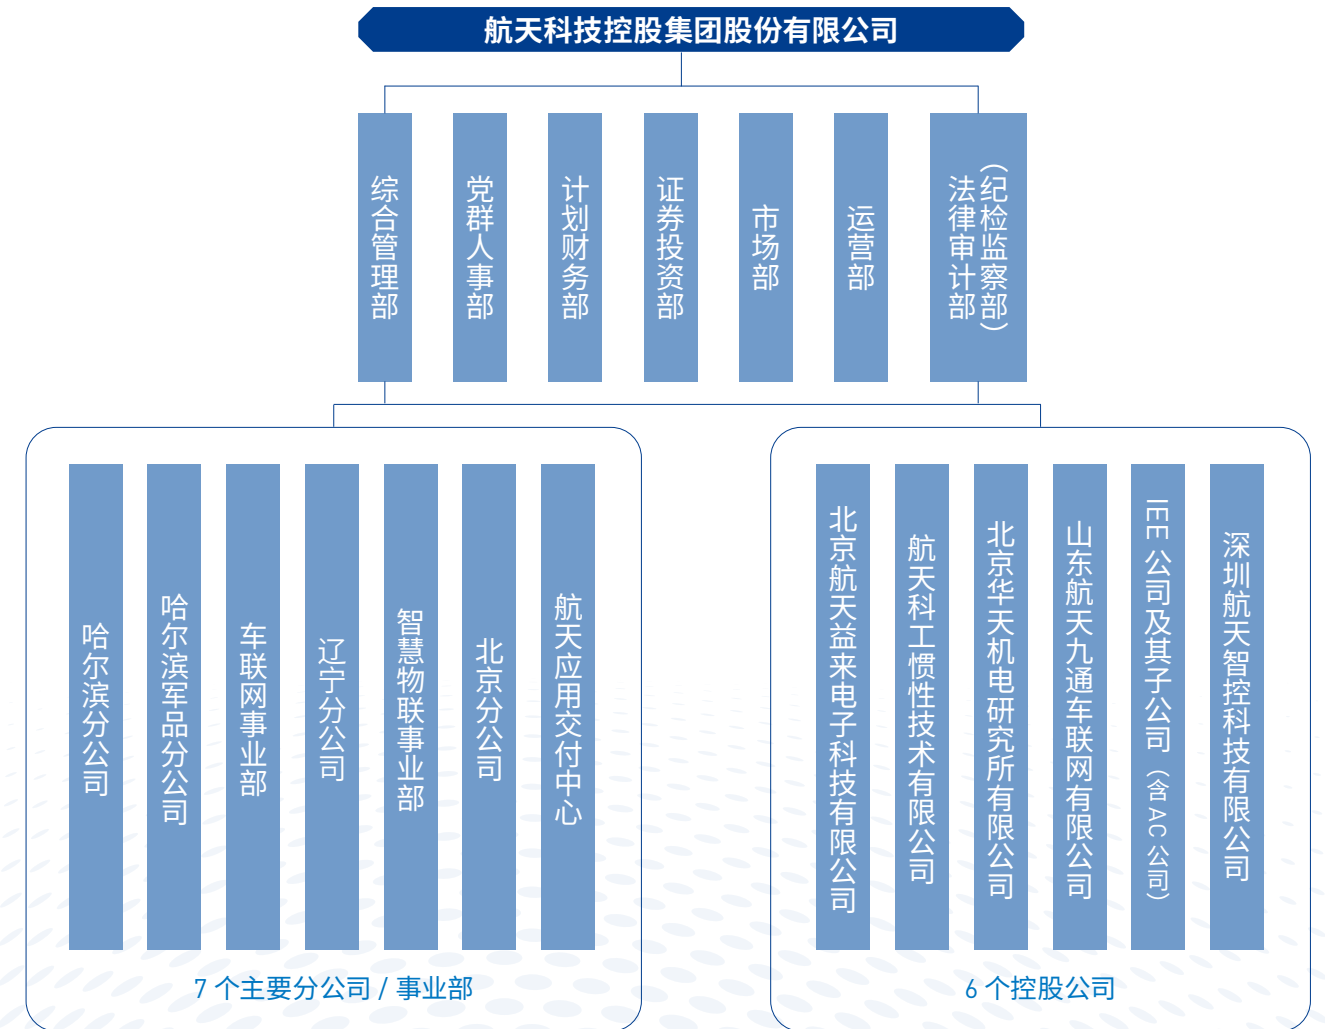 航天科技控股集团股份有限公司
综合管理部
党群人事部
计划财务部
证券投资部
市场部
运营部
法律审计部
（纪检监察部）
哈尔滨分公司
哈尔滨军品分公司
车联网事业部
辽宁分公司
智慧物联事业部
北京分公司
航天应用交付中心
7 个主要分公司 / 事业部
北京航天益来电子科技有限公司
航天科工惯性技术有限公司
北京华天机电研究所有限公司
山东航天九通车联网有限公司
IEE 公司及其子公司（含 AC 公司）
深圳航天智控科技有限公司
6 个控股公司